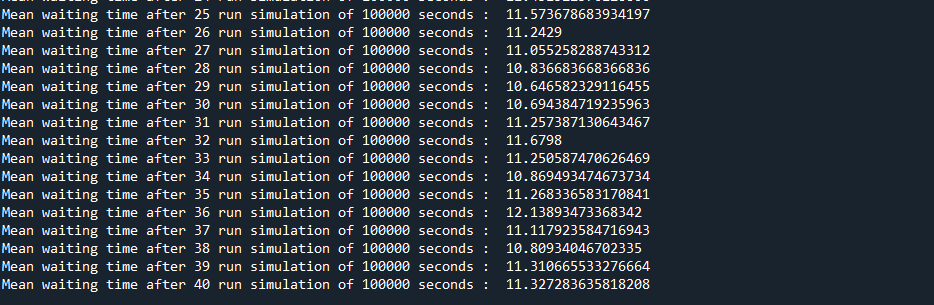 Mean waiting time after 25 run simulation of 100000 seconds :  11.573678683934197
Mean waiting time after 26 run simulation of 100000 seconds :  11.2429
Mean waiting time after 27 run simulation of 100000 seconds :  11.055258288743312
Mean waiting time after 28 run simulation of 100000 seconds :  10.836683668366836
Mean waiting time after 29 run simulation of 100000 seconds :  10.646582329116455
Mean waiting time after 30 run simulation of 100000 seconds :  10.694384719235963
Mean waiting time after 31 run simulation of 100000 seconds :  11.257387130643467
Mean waiting time after 32 run simulation of 100000 seconds :  11.6798
Mean waiting time after 33 run simulation of 100000 seconds :  11.250587470626469
Mean waiting time after 34 run simulation of 100000 seconds :  10.869493474673734
Mean waiting time after 35 run simulation of 100000 seconds :  11.268336583170841
Mean waiting time after 36 run simulation of 100000 seconds :  12.13893473368342
Mean waiting time after 37 run simulation of 100000 seconds :  11.117923584716943
Mean waiting time after 38 run simulation of 100000 seconds :  10.80934046702335
Mean waiting time after 39 run simulation of 100000 seconds :  11.310665533276664
Mean waiting time after 40 run simulation of 100000 seconds :  11.327283635818208